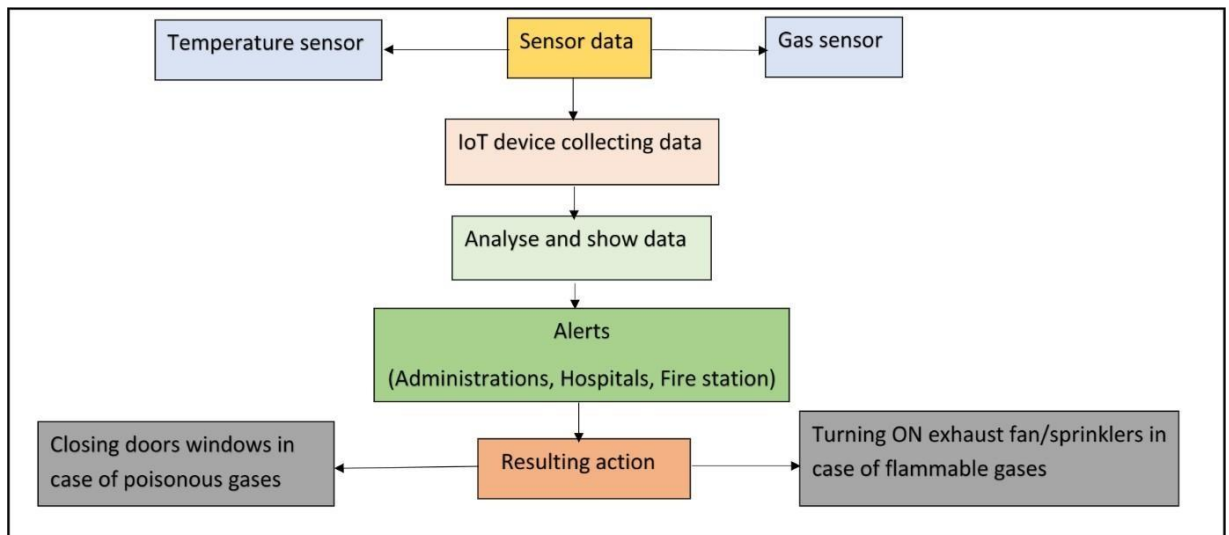 Temperature sensor
Sensor data
Gas sensor
IoT device collecting data
Analyse and show data
Alerts
(Administrations, Hospitals, Fire station)
Closing doors windows in
case of poisonous gases
Resulting action
Turning ON exhaust fan/sprinklers in
case of flammable gases